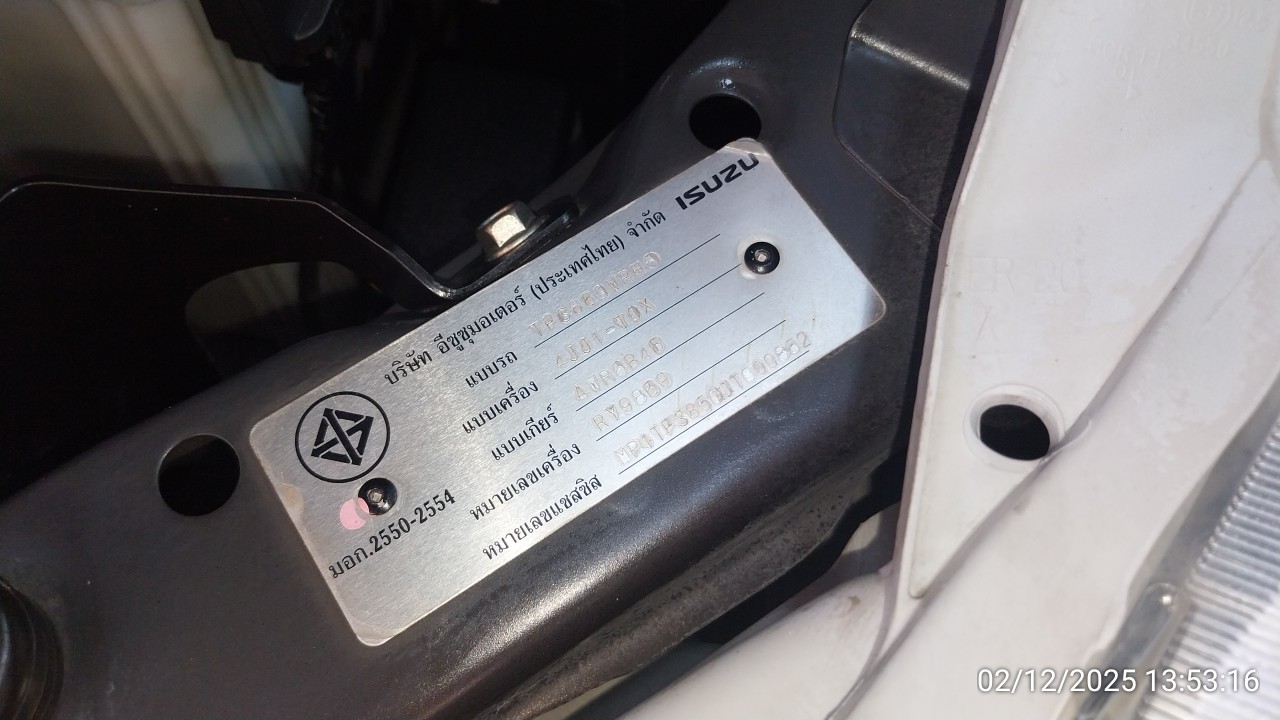 ISUZU
บริษัท อีซูซุมอเตอร์ (ประเทศไทย) จำกัด
แบบรถ
แบบเครื่อง 4JJ1-VOX
แบบเกียร์
หมายเลขเครื่อง RY9869
หมายเลขแชสซิส
มอก.2550-2554
02/12/2025 13:53:16